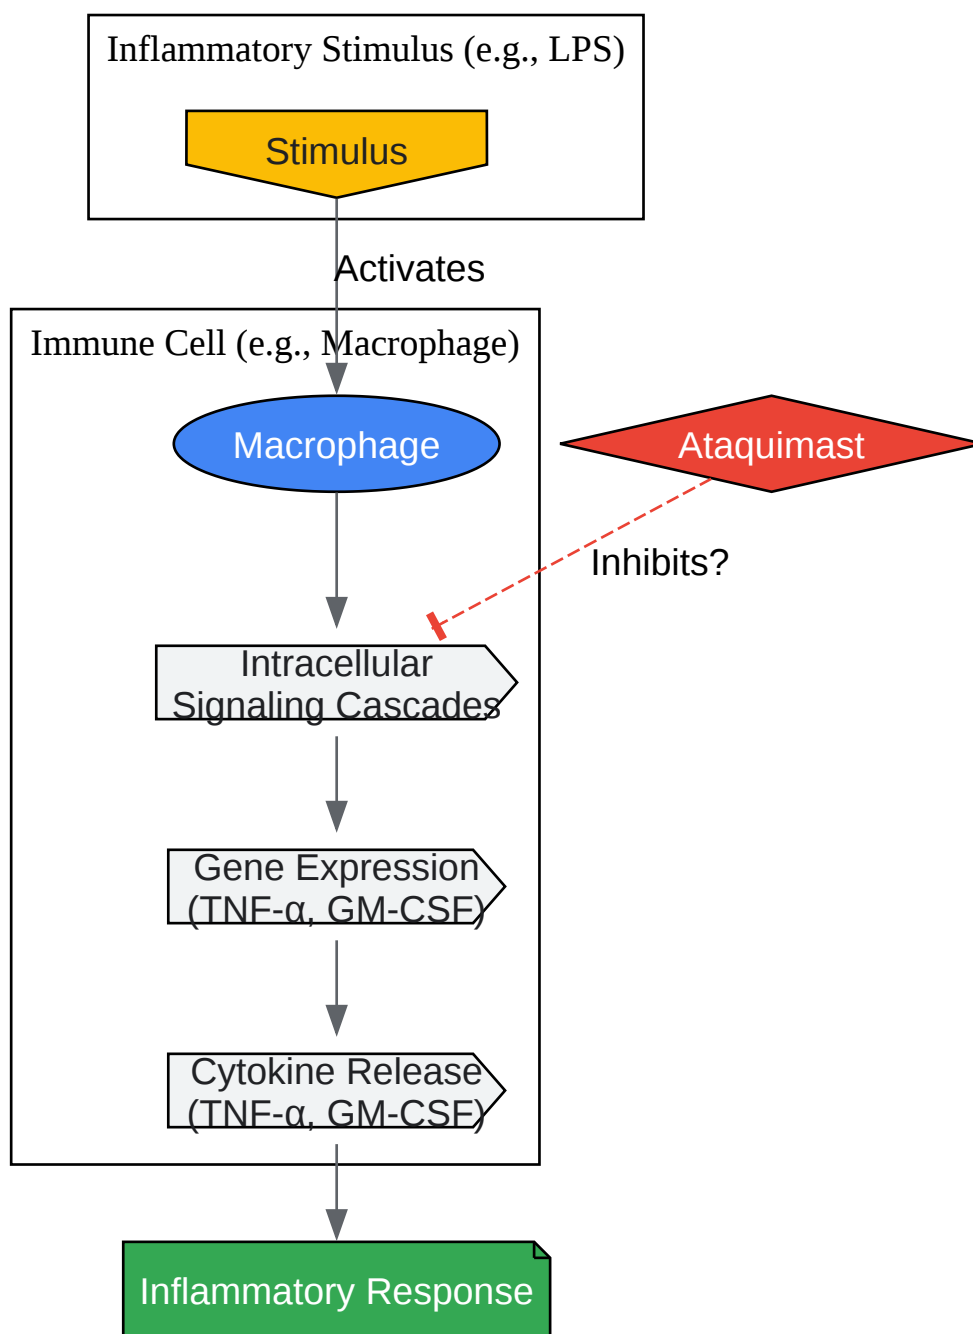 Inflammatory Stimulus (e.g., LPS)
Stimulus
Activates
Immune Cell (e.g., Macrophage)
Macrophage
Ataquimast
Inhibits?
Intracellular
Signaling Cascades
Gene Expression
(TNF-α, GM-CSF)
Cytokine Release
(TNF-α, GM-CSF)
Inflammatory Response